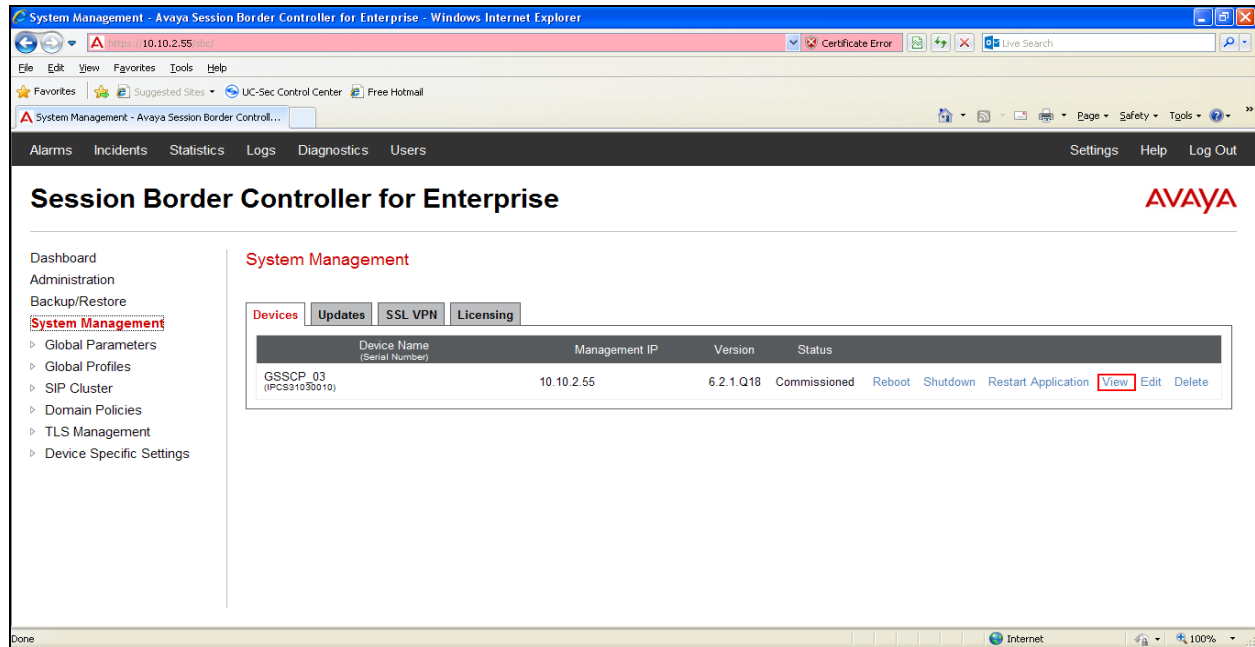 System Management - Avaya Session Border Controller for Enterprise - Windows Internet Explorer
https://10.10.2.55/sbc/
Certificate Error
Live Search
File Edit View Favorites Tools Help
Favorites Suggested Sites UC-Sec Control Center Free Hotmail
System Management - Avaya Session Border Controll...
Page Safety Tools
Alarms Incidents Statistics Logs Diagnostics Users Settings Help Log Out
Session Border Controller for Enterprise
AVAYA
Dashboard
Administration
Backup/Restore
System Management
Global Parameters
Global Profiles
SIP Cluster
Domain Policies
TLS Management
Device Specific Settings
System Management
Devices Updates SSL VPN Licensing
Device Name Management IP Version Status
(Serial Number)
GSSCP_03 10.10.2.55 6.2.1.Q18 Commissioned Reboot Shutdown Restart Application View Edit Delete
(IPCS31030010)
Done Internet 100%